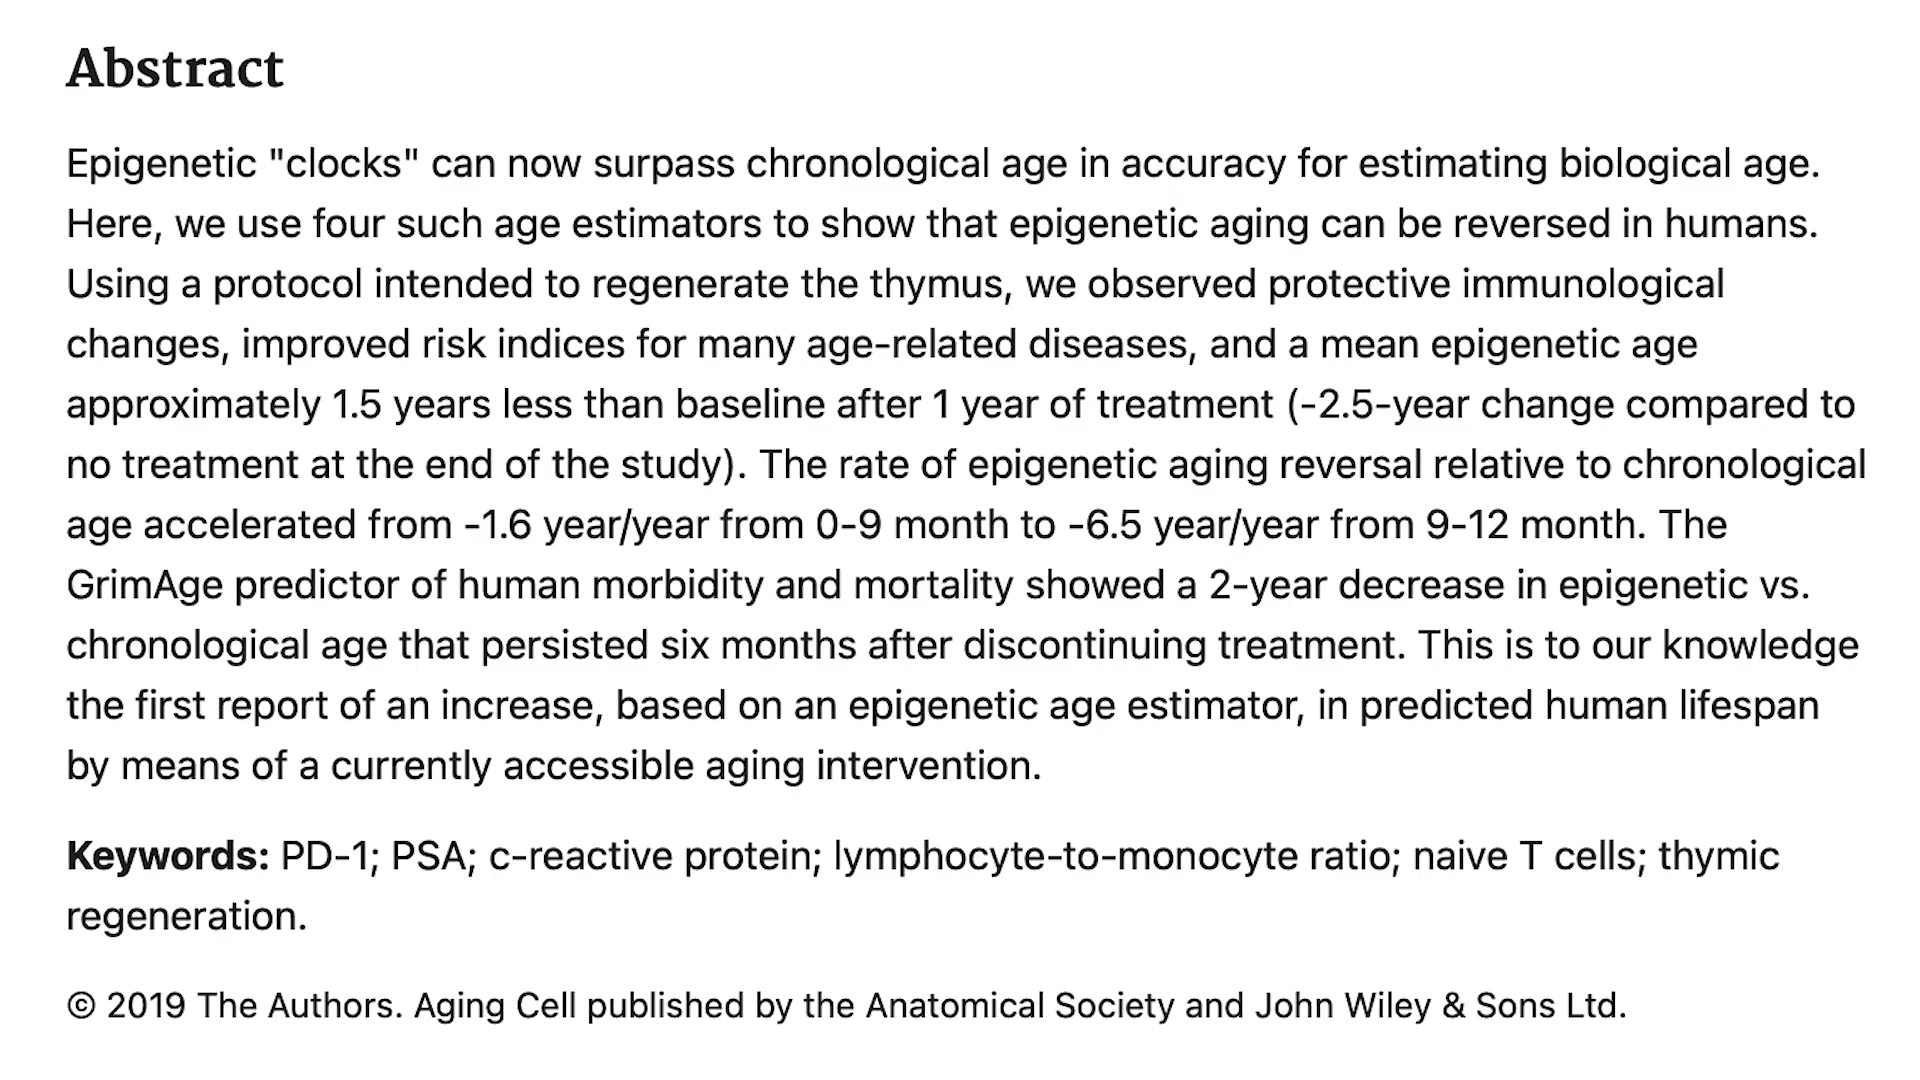 Abstract
Epigenetic "clocks" can now surpass chronological age in accuracy for estimating biological age.
Here, we use four such age estimators to show that epigenetic aging can be reversed in humans.
Using a protocol intended to regenerate the thymus, we observed protective immunological
changes, improved risk indices for many age-related diseases, and a mean epigenetic age
approximately 1.5 years less than baseline after 1 year of treatment (-2.5-year change compared to
no treatment at the end of the study). The rate of epigenetic aging reversal relative to chronological
age accelerated from -1.6 year/year from 0-9 month to -6.5 year/year from 9-12 month. The
GrimAge predictor of human morbidity and mortality showed a 2-year decrease in epigenetic vs.
chronological age that persisted six months after discontinuing treatment. This is to our knowledge
the first report of an increase, based on an epigenetic age estimator, in predicted human lifespan
by means of a currently accessible aging intervention.
Keywords: PD-1; PSA; c-reactive protein; lymphocyte-to-monocyte ratio; naive T cells; thymic
regeneration.
© 2019 The Authors. Aging Cell published by the Anatomical Society and John Wiley & Sons Ltd.